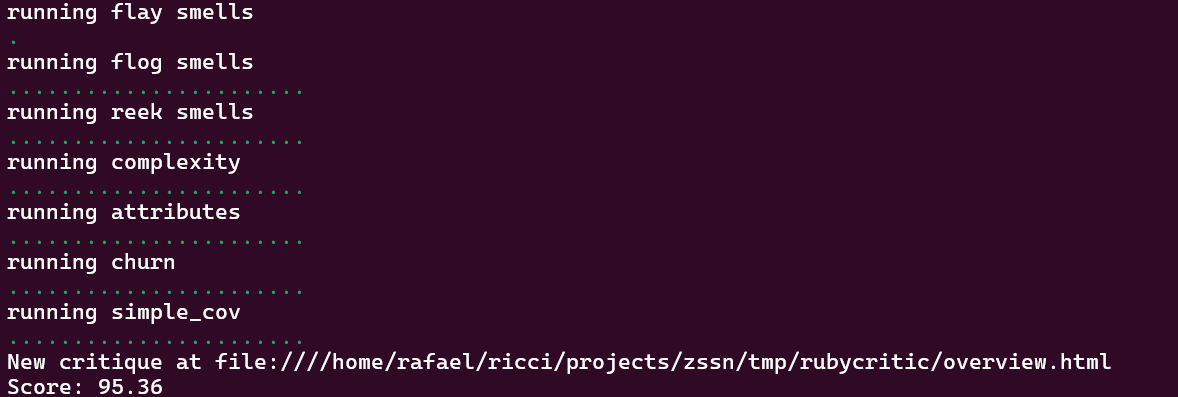 running flay smells
.
running flog smells
.......................
running reek smells
.......................
running complexity
.......................
running attributes
.......................
running churn
.......................
running simple_cov
.......................
New critique at file:////home/rafael/ricci/projects/zssn/tmp/rubycritic/overview.html
Score: 95.36